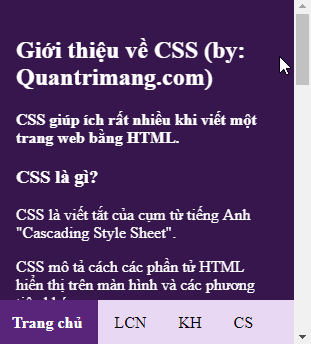 Giới thiệu về CSS (by:
Quantrimang.com)
CSS giúp ích rất nhiều khi viết một
trang web bằng HTML.
CSS là gì?
CSS là viết tắt của cụm từ tiếng Anh
"Cascading Style Sheet".
CSS mô tả cách các phần tử HTML
hiển thị trên màn hình và các phương
Trang chủ LCN KH CS